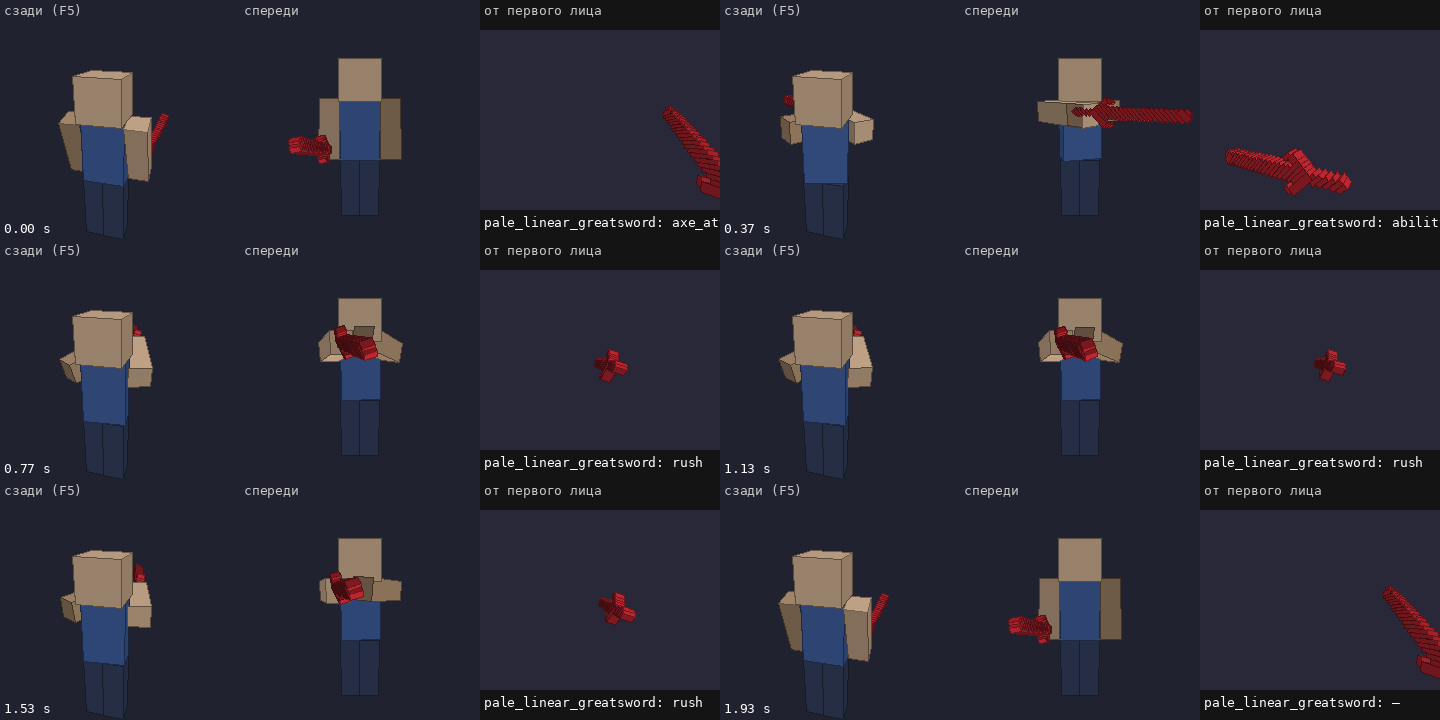 сзади (F5) спереди от первого лица сзади (F5) спереди от первого лица
0.00 s pale_linear_greatsword: axe_at 0.37 s pale_linear_greatsword: abilit
сзади (F5) спереди от первого лица сзади (F5) спереди от первого лица
0.77 s pale_linear_greatsword: rush 1.13 s pale_linear_greatsword: rush
сзади (F5) спереди от первого лица сзади (F5) спереди от первого лица
1.53 s pale_linear_greatsword: rush 1.93 s pale_linear_greatsword: —